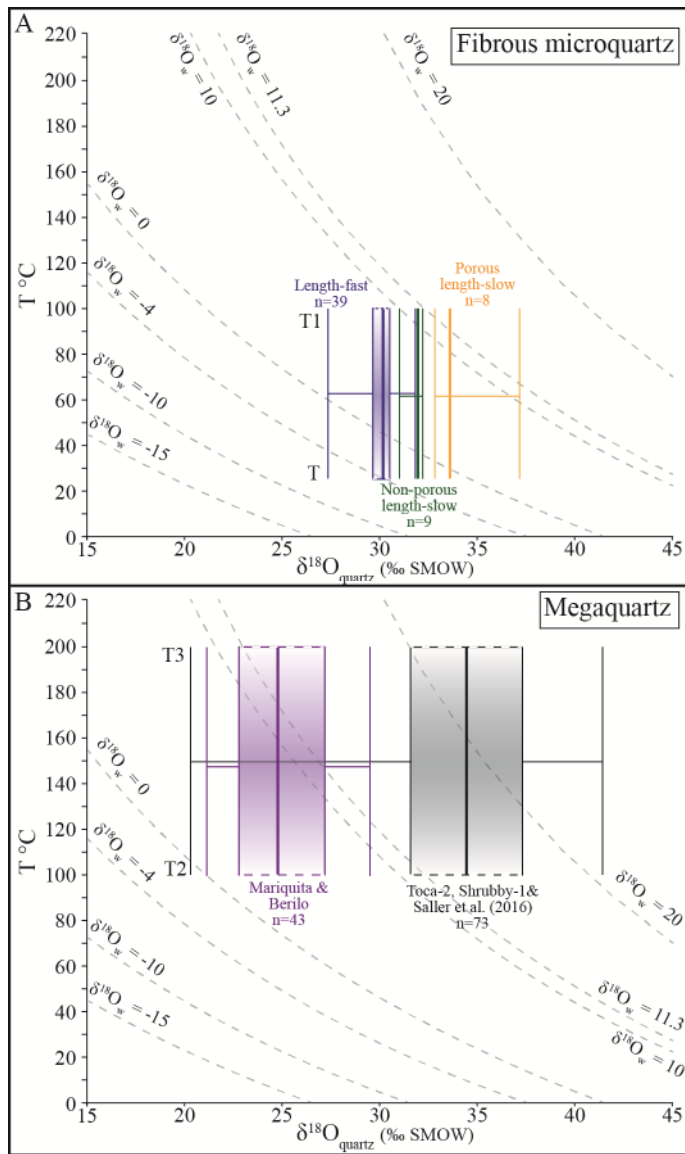 A
Fibrous microquartz
220
200
180
160
140
120
100
80
60
40
20
0
T °C
δ18Ow = 10
δ18Ow = 11.3
δ18Ow = 20
δ18Ow = 0
δ18Ow = -4
δ18Ow = -10
δ18Ow = -15
Length-fast
n=39
Porous
length-slow
n=8
T1
T
Non-porous
length-slow
n=9
15 20 25 30 35 40 45
δ18Oquartz (‰ SMOW)
B
Megaquartz
220
200
180
160
140
120
100
80
60
40
20
0
T °C
T3
T2
δ18Ow = 0
δ18Ow = -4
δ18Ow = -10
δ18Ow = -15
Mariquita &
Berilo
n=43
Toca-2, Shrubby-1&
Saller et al. (2016)
n=73
δ18Ow = 20
δ18Ow = 11.3
δ18Ow = 10
15 20 25 30 35 40 45
δ18Oquartz (‰ SMOW)